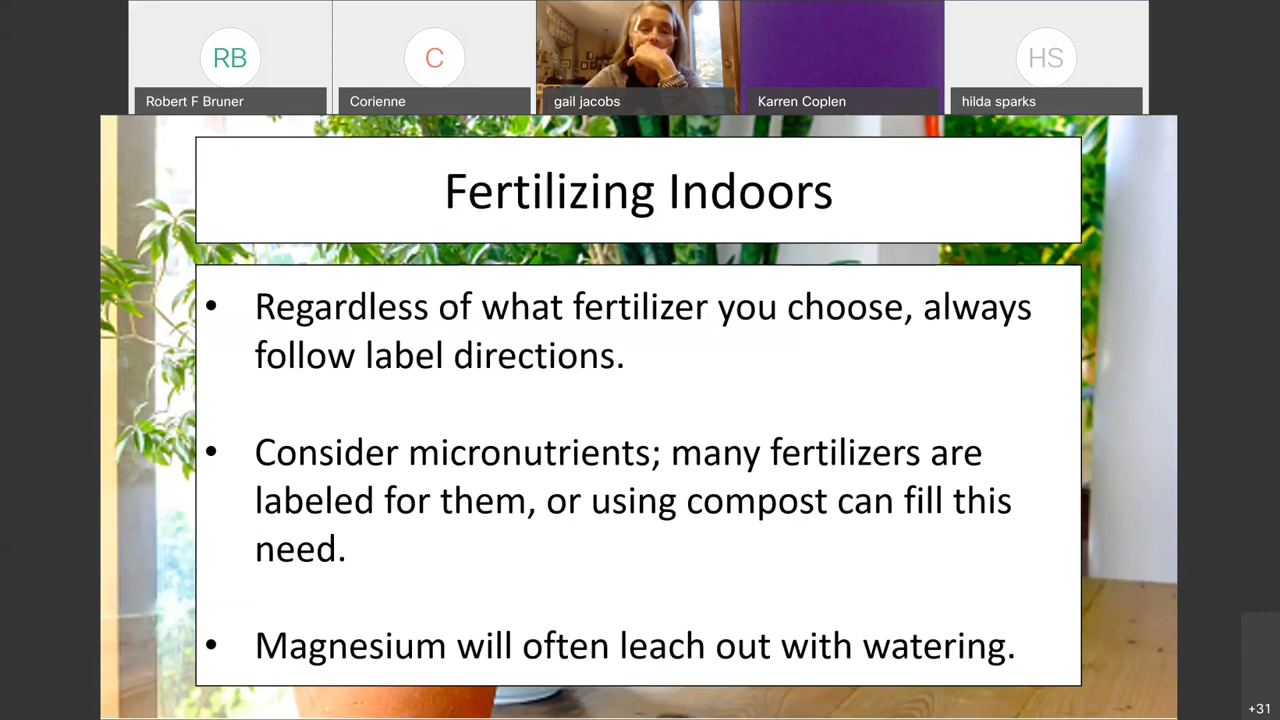 RB
C
HS
Robert F Bruner
Corienne
gail jacobs
Karren Coplen
hilda sparks
Fertilizing Indoors
• Regardless of what fertilizer you choose, always
follow label directions.
• Consider micronutrients; many fertilizers are
labeled for them, or using compost can fill this
need.
• Magnesium will often leach out with watering.
+31